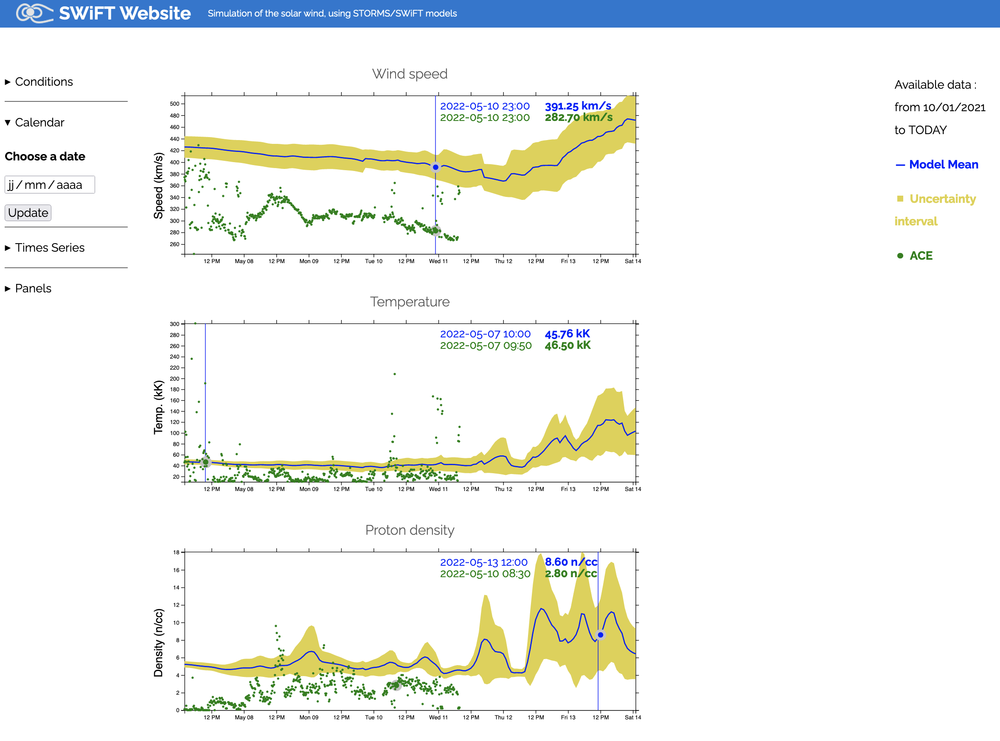 SWiFT Website
Simulation of the solar wind, using STORMS/SWiFT models
Conditions
Calendar
Choose a date
jj/mm/aaaa
Update
Times Series
Panels
Wind speed
2022-05-10 23:00 391.25 km/s
2022-05-10 23:00 282.70 km/s
Speed (km/s)
500
480
460
440
420
400
380
360
340
320
300
280
260
12 PM May 08 12 PM Mon 09 12 PM Tue 10 12 PM Wed 11 12 PM Thu 12 12 PM Fri 13 12 PM Sat 14
Temperature
2022-05-07 10:00 45.76 kK
2022-05-07 09:50 46.50 kK
Temp. (kK)
300
280
260
240
220
200
180
160
140
120
100
80
60
40
20
12 PM May 08 12 PM Mon 09 12 PM Tue 10 12 PM Wed 11 12 PM Thu 12 12 PM Fri 13 12 PM Sat 14
Proton density
2022-05-13 12:00 8.60 n/cc
2022-05-10 08:30 2.80 n/cc
Density (n/cc)
18
16
14
12
10
8
6
4
2
0
12 PM May 08 12 PM Mon 09 12 PM Tue 10 12 PM Wed 11 12 PM Thu 12 12 PM Fri 13 12 PM Sat 14
Available data :
from 10/01/2021
to TODAY
Model Mean
Uncertainty
interval
ACE